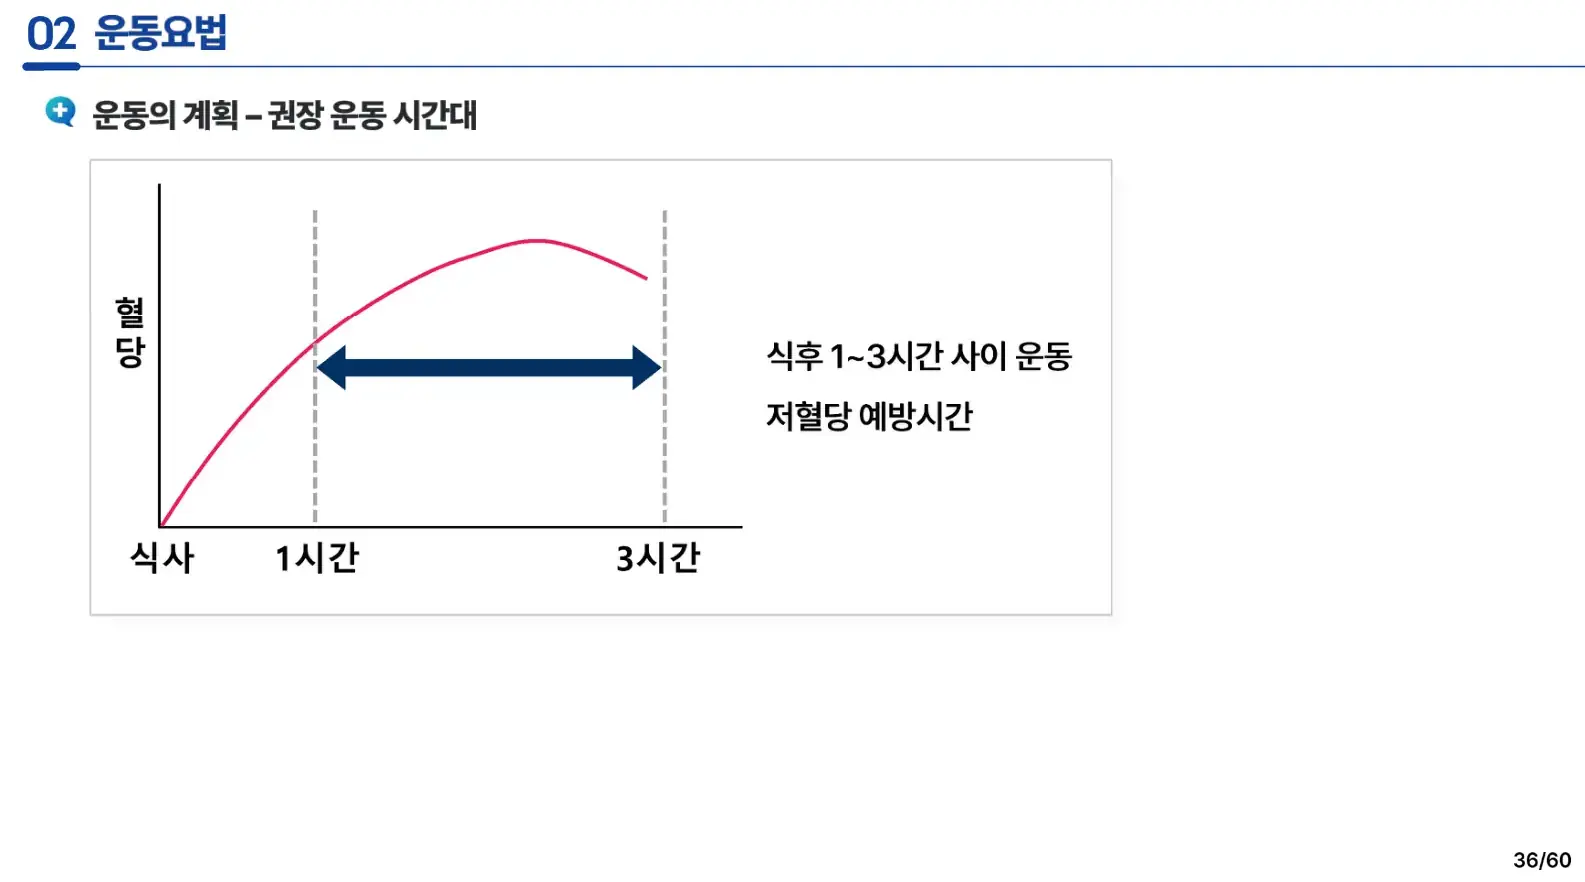 02 운동요법
운동의 계획 – 권장 운동 시간대
혈
당
식후 1~3시간 사이 운동
저혈당 예방시간
식사 1시간 3시간
36/60